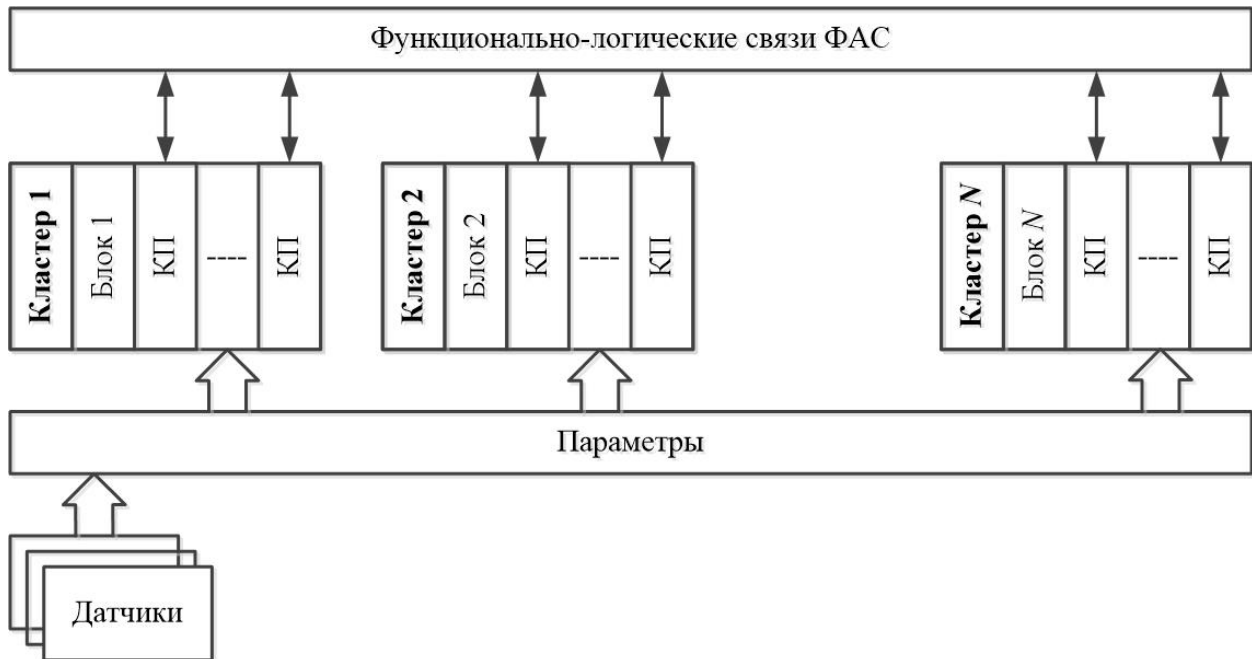 Функционально-логические связи ФАС
Кластер 1
Блок 1
КП
----
КП
Кластер 2
Блок 2
КП
----
КП
Кластер N
Блок N
КП
----
КП
Параметры
Датчики